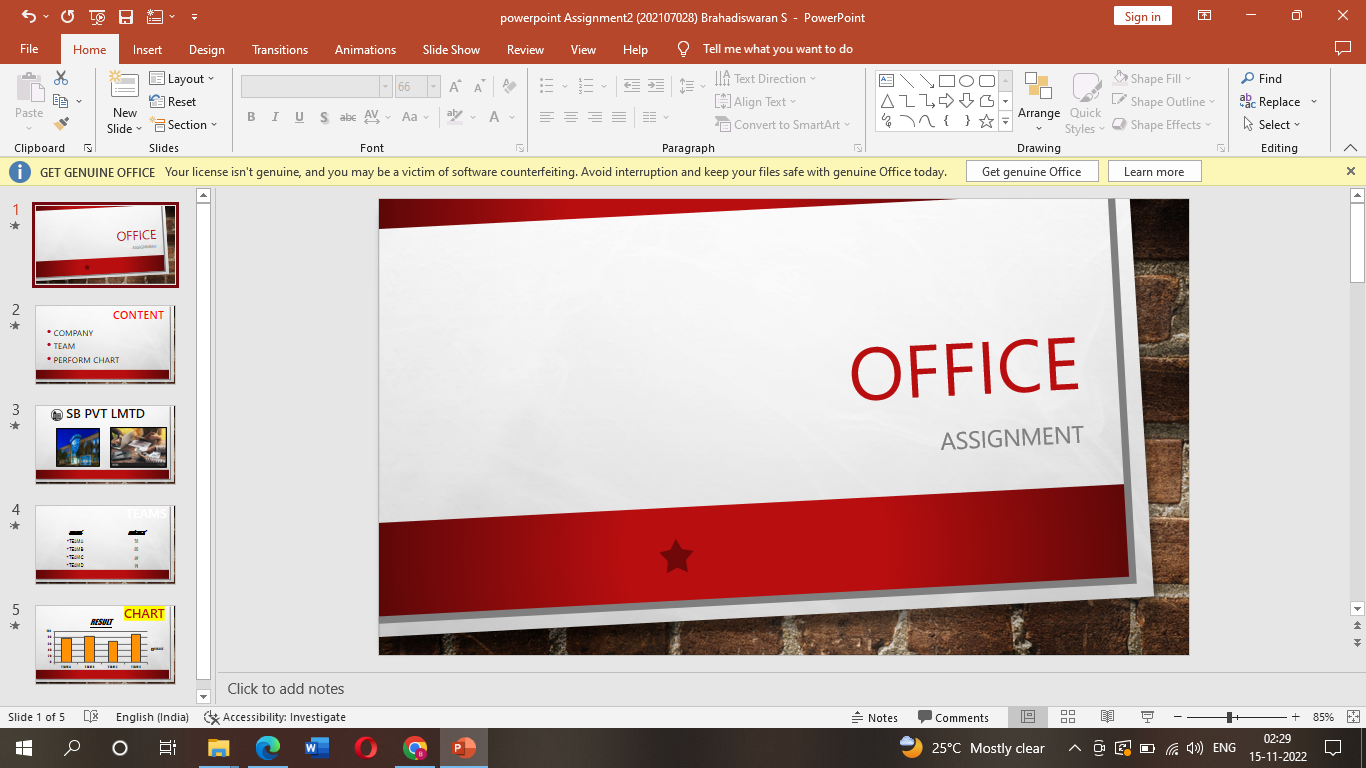 powerpoint Assignment2 (202107028) Brahadiswaran S - PowerPoint
Sign in
File Home Insert Design Transitions Animations Slide Show Review View Help Tell me what you want to do
Paste
Clipboard
New Slide
Layout
Reset
Section
Slides
66
B I U S abc AV Aa A
Font
Text Direction
Align Text
Convert to SmartArt
Paragraph
Arrange
Quick Styles
Shape Fill
Shape Outline
Shape Effects
Drawing
Find
Replace
Select
Editing
GET GENUINE OFFICE Your license isn't genuine, and you may be a victim of software counterfeiting. Avoid interruption and keep your files safe with genuine Office today. Get genuine Office Learn more
1
OFFICE
ASSIGNMENT
2
CONTENT
• COMPANY
• TEAM
• PERFORM CHART
3
SB PVT LMTD
4
TEAMS
5
CHART
RESULT
OFFICE
ASSIGNMENT
Click to add notes
Slide 1 of 5 English (India) Accessibility: Investigate Notes Comments 85%
25°C Mostly clear ENG 02:29
15-11-2022